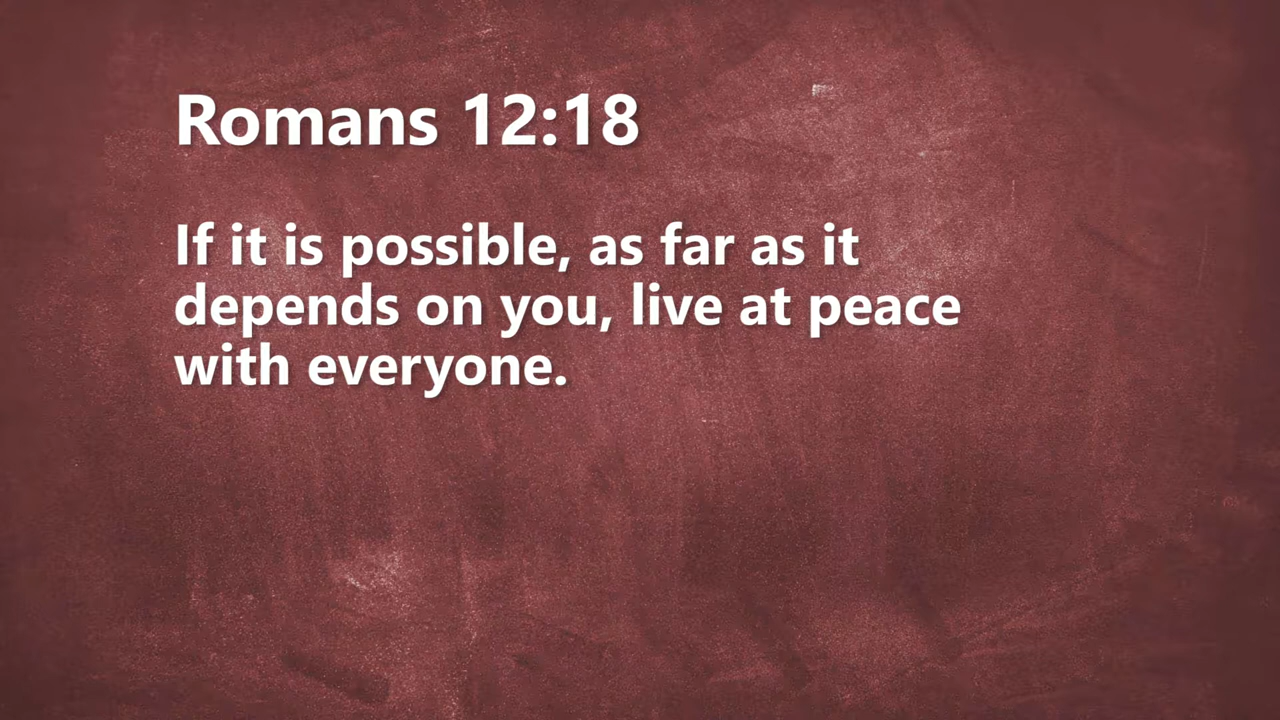 Romans 12:18
If it is possible, as far as it
depends on you, live at peace
with everyone.